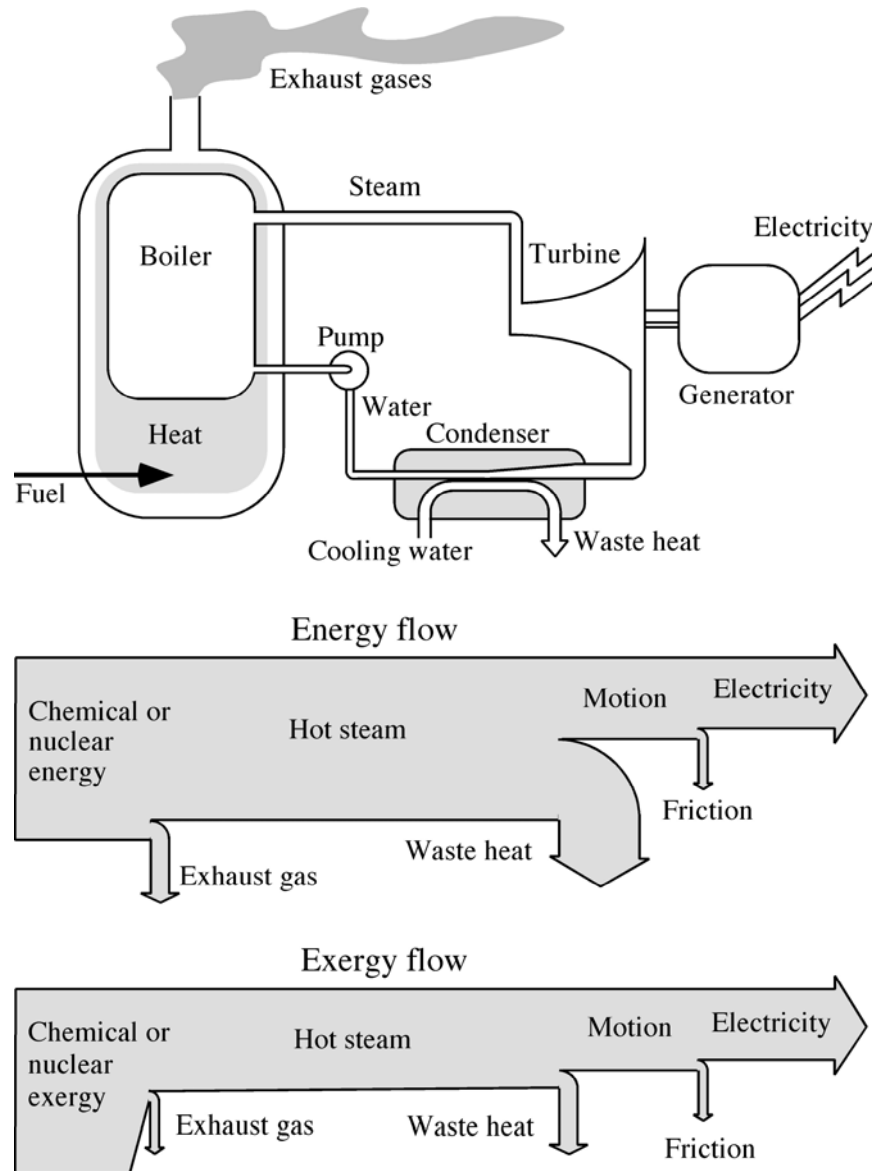 Exhaust gases
Steam
Electricity
Boiler
Turbine
Pump
Water
Generator
Heat
Condenser
Fuel
Cooling water
Waste heat
Energy flow
Chemical or
nuclear
energy
Hot steam
Motion
Electricity
Friction
Waste heat
Exhaust gas
Exergy flow
Chemical or
nuclear
exergy
Hot steam
Motion
Electricity
Exhaust gas
Waste heat
Friction